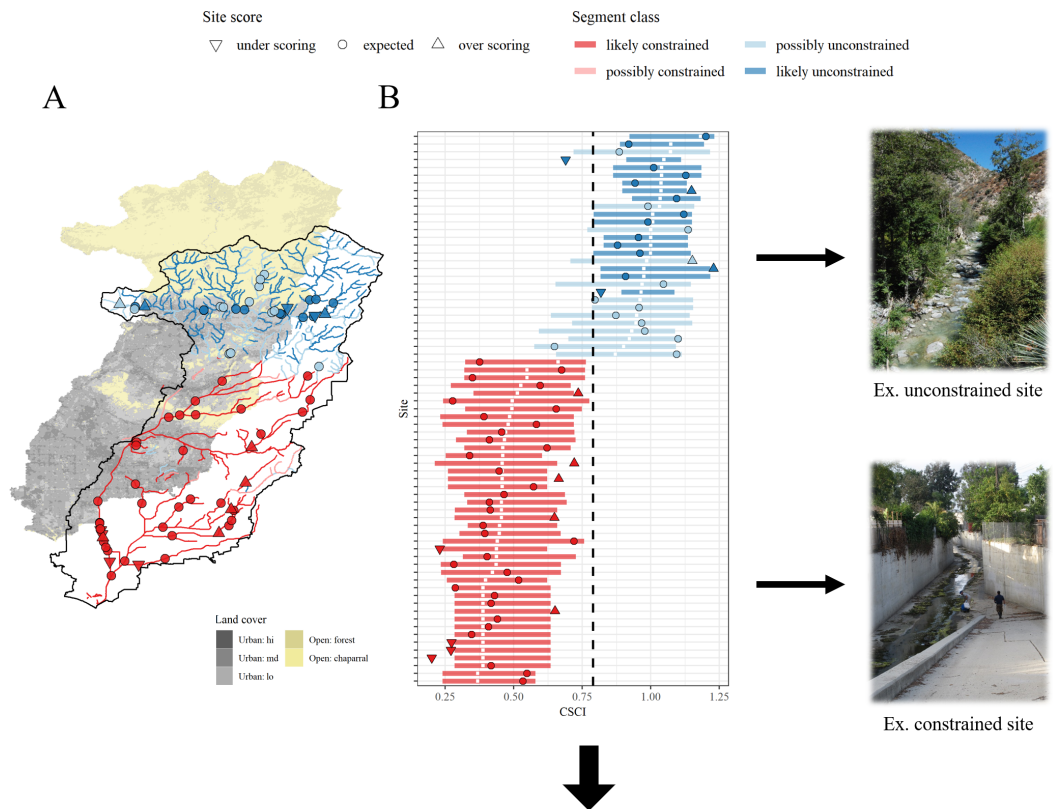 Site score
under scoring
expected
over scoring
Segment class
likely constrained
possibly unconstrained
possibly constrained
likely unconstrained
A
B
Site
0.25
0.50
0.75
1.00
1.25
CSCI
Land cover
Urban: hi
Open: forest
Urban: md
Open: chaparral
Urban: lo
Ex. unconstrained site
Ex. constrained site